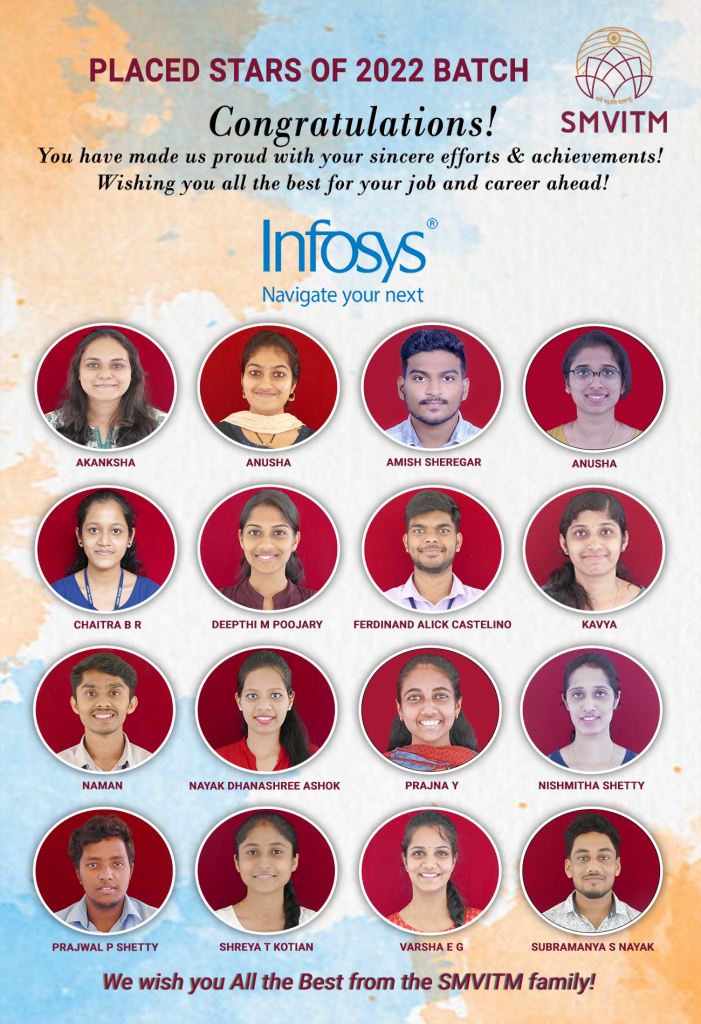 PLACED STARS OF 2022 BATCH
SMVITM
Congratulations!
You have made us proud with your sincere efforts & achievements!
Wishing you all the best for your job and career ahead!
Infosys®
Navigate your next
AKANKSHA
ANUSHA
AMISH SHEREGAR
ANUSHA
CHAITRA B R
DEEPTHI M POOJARY
FERDINAND ALICK CASTELINO
KAVYA
NAMAN
NAYAK DHANASHREE ASHOK
PRAJNA Y
NISHMITHA SHETTY
PRAJWAL P SHETTY
SHREYA T KOTIAN
VARSHA E G
SUBRAMANYA S NAYAK
We wish you All the Best from the SMVITM family!